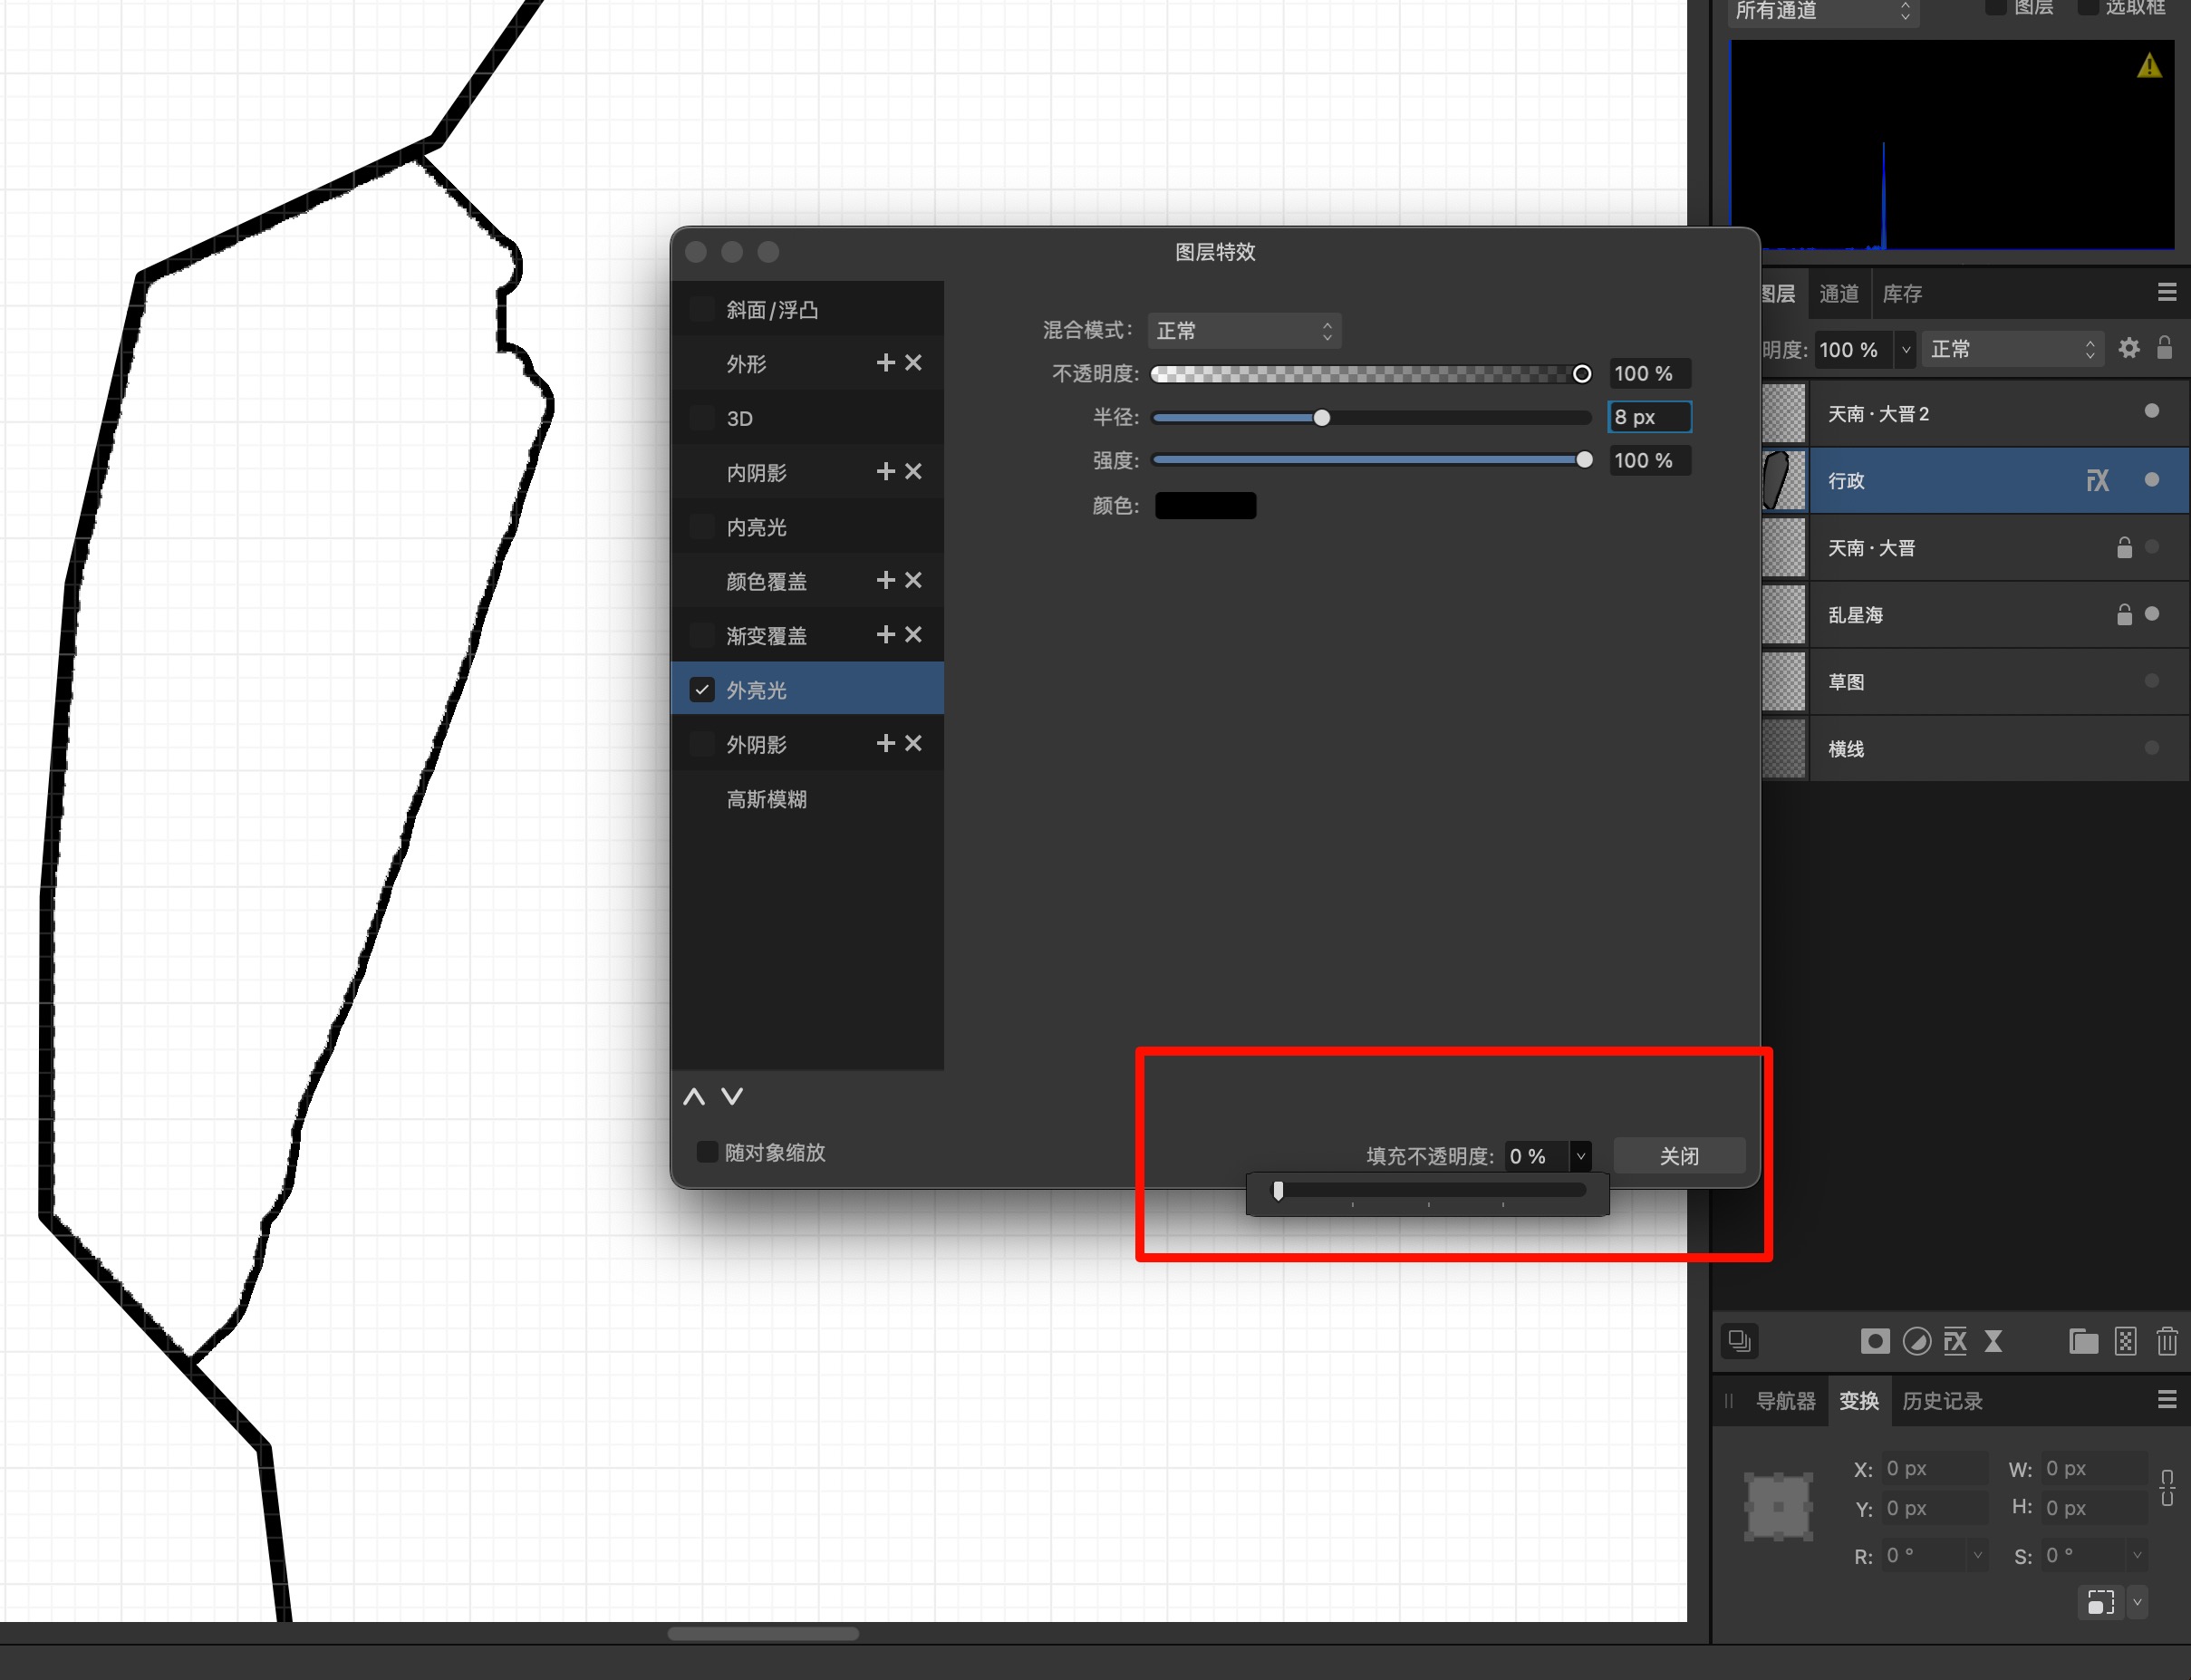 所有通道
图层
选取框
图层特效
斜面/浮凸
外形
3D
内阴影
内亮光
颜色覆盖
渐变覆盖
外亮光
外阴影
高斯模糊
混合模式: 正常
不透明度: 100 %
半径: 8 px
强度: 100 %
颜色:
随对象缩放
填充不透明度: 0 %
关闭
图层 通道 库存
明度: 100 % 正常
天南·大晋2
行政 FX
天南·大晋
乱星海
草图
横线
FX
导航器 变换 历史记录
X: 0 px W: 0 px
Y: 0 px H: 0 px
R: 0 ° S: 0 °